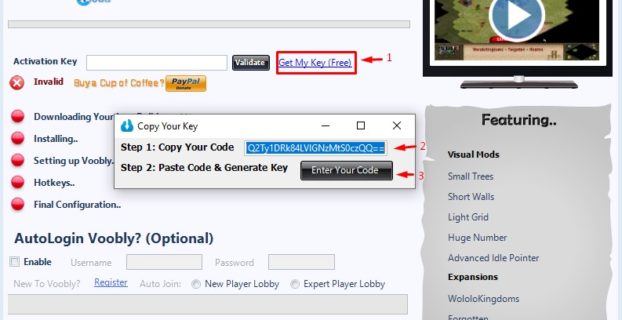 Activation Key
Validate
Get My Key (Free)
1
Invalid
Buy a Cup of Coffee?
PayPal
Donate
Downloading
Installing..
Setting up Voobly..
Hotkeys..
Final Configuration..
Copy Your Key
Step 1: Copy Your Code
Q2Ty1DRk84LVlGNzMtS0czQQ==
2
Step 2: Paste Code & Generate Key
Enter Your Code
3
AutoLogin Voobly? (Optional)
Enable
Username
Password
New To Voobly?
Register
Auto Join:
New Player Lobby
Expert Player Lobby
Featuring..
Visual Mods
Small Trees
Short Walls
Light Grid
Huge Number
Advanced Idle Pointer
Expansions
WololoKingdoms
Forgotten